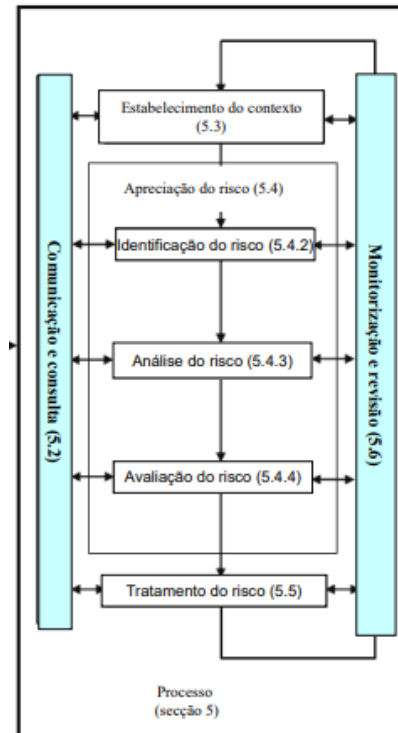 Estabelecimento do contexto
(5.3)
Apreciação do risco (5.4)
Identificação do risco (5.4.2)
Comunicação e consulta (5.2)
Monitorização e revisão (5.6)
Análise do risco (5.4.3)
Avaliação do risco (5.4.4)
Tratamento do risco (5.5)
Processo
(secção 5)